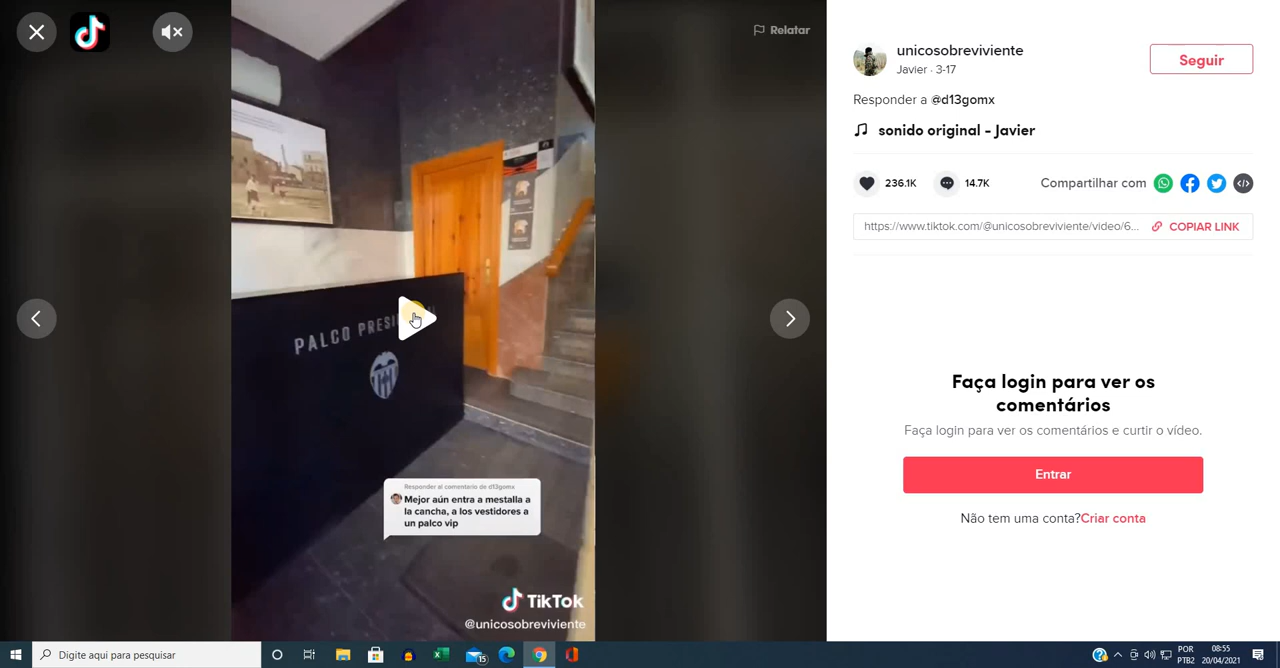 Relatar
PALCO PRESI
Responder al comentario de d13gomx
Mejor aún entra a mestalla a
la cancha, a los vestidores a
un palco vip
TikTok
@unicosobreviviente
unicosobreviviente
Javier · 3-17
Seguir
Responder a @d13gomx
sonido original - Javier
236.1K
14.7K
Compartilhar com
https://www.tiktok.com/@unicosobreviviente/video/6...
COPIAR LINK
Faça login para ver os
comentários
Faça login para ver os comentários e curtir o vídeo.
Entrar
Não tem uma conta?Criar conta
Digite aqui para pesquisar
15
POR
PTB2
08:55
20/04/2021